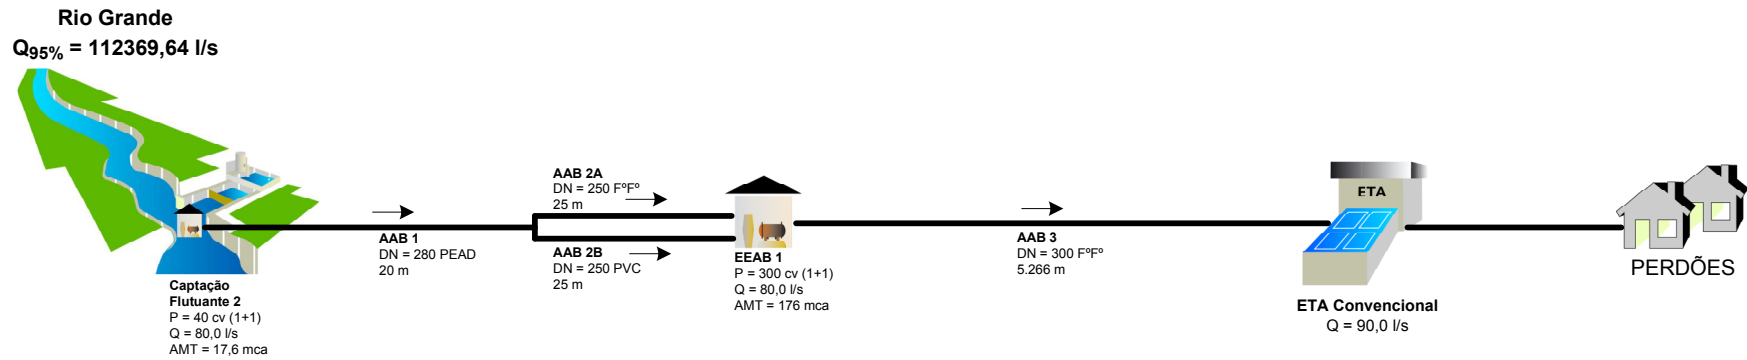 Rio Grande
Q95% = 112369,64 l/s
Captação
Flutuante 2
P = 40 cv (1+1)
Q = 80,0 l/s
AMT = 17,6 mca
AAB 1
DN = 280 PEAD
20 m
AAB 2A
DN = 250 FºFº
25 m
AAB 2B
DN = 250 PVC
25 m
EEAB 1
P = 300 cv (1+1)
Q = 80,0 l/s
AMT = 176 mca
AAB 3
DN = 300 FºFº
5.266 m
ETA
ETA Convencional
Q = 90,0 l/s
PERDÕES